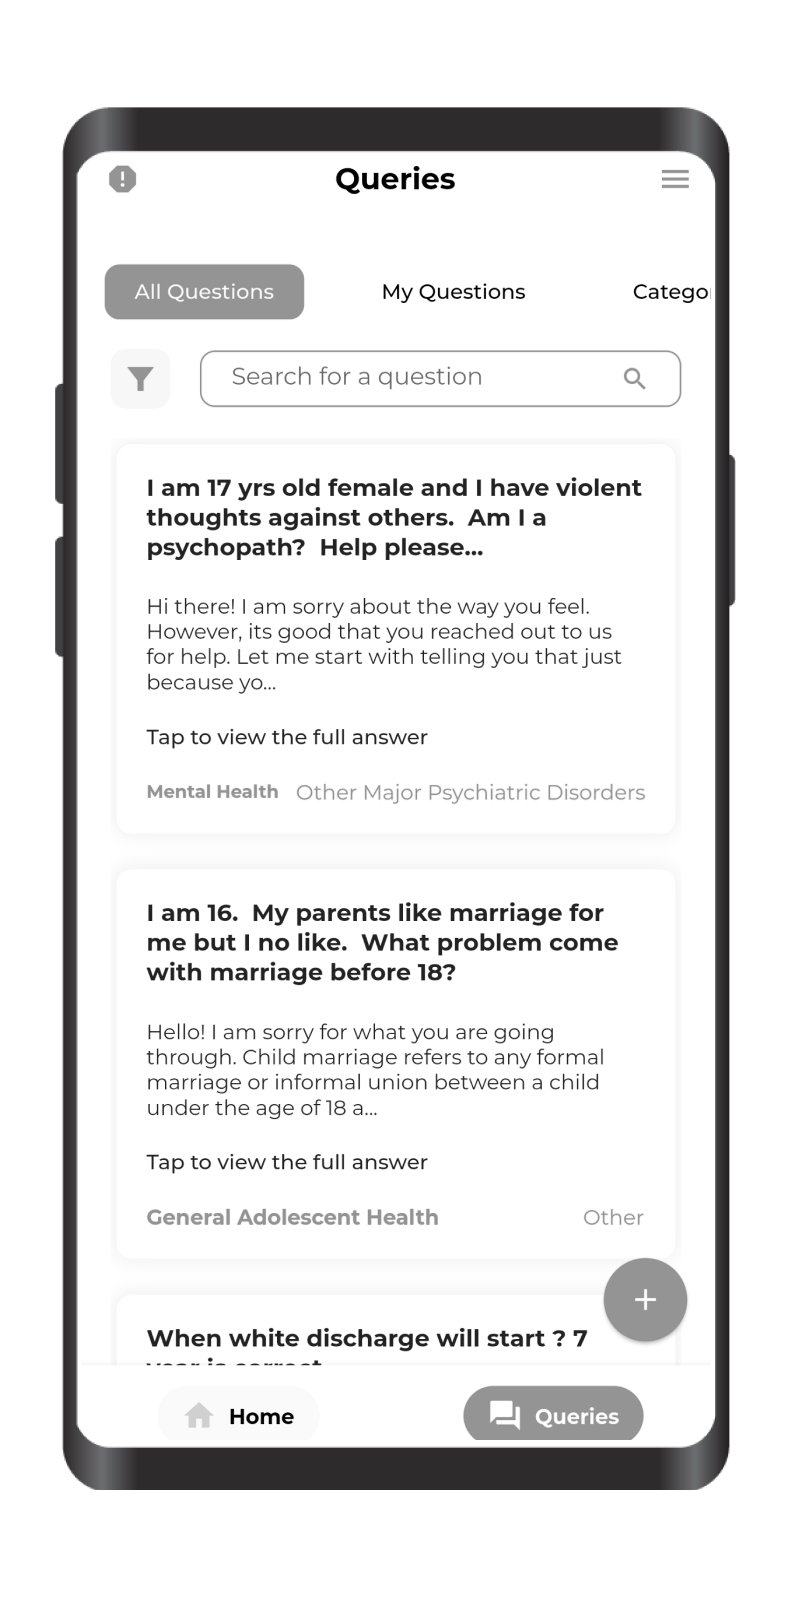 Queries
All Questions
My Questions
Catego
Search for a question
I am 17 yrs old female and I have violent
thoughts against others.  Am I a
psychopath?  Help please...
Hi there! I am sorry about the way you feel.
However, its good that you reached out to us
for help. Let me start with telling you that just
because yo...
Tap to view the full answer
Mental Health Other Major Psychiatric Disorders
I am 16.  My parents like marriage for
me but I no like.  What problem come
with marriage before 18?
Hello! I am sorry for what you are going
through. Child marriage refers to any formal
marriage or informal union between a child
under the age of 18 a...
Tap to view the full answer
General Adolescent Health Other
When white discharge will start ? 7
year is correct
Home
Queries